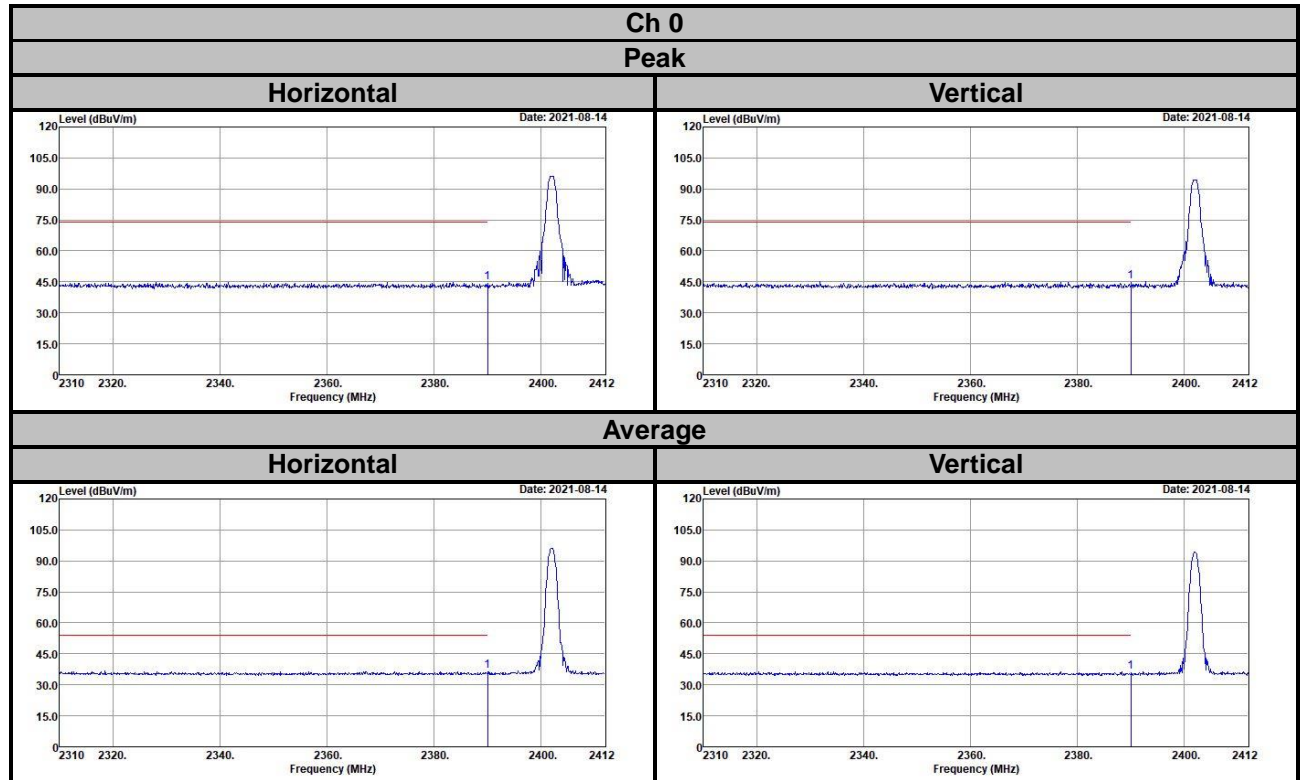 Ch 0
Peak
Horizontal Vertical
Level (dBuV/m) Date: 2021-08-14 Level (dBuV/m) Date: 2021-08-14
120 120
105.0 105.0
90.0 90.0
75.0 75.0
60.0 60.0
1 1
45.0 45.0
30.0 30.0
15.0 15.0
0 0
2310 2320. 2340. 2360. 2380. 2400. 2412 2310 2320. 2340. 2360. 2380. 2400. 2412
Frequency (MHz) Frequency (MHz)
Average
Horizontal Vertical
Level (dBuV/m) Date: 2021-08-14 Level (dBuV/m) Date: 2021-08-14
120 120
105.0 105.0
90.0 90.0
75.0 75.0
60.0 60.0
45.0 45.0
1 1
30.0 30.0
15.0 15.0
0 0
2310 2320. 2340. 2360. 2380. 2400. 2412 2310 2320. 2340. 2360. 2380. 2400. 2412
Frequency (MHz) Frequency (MHz)